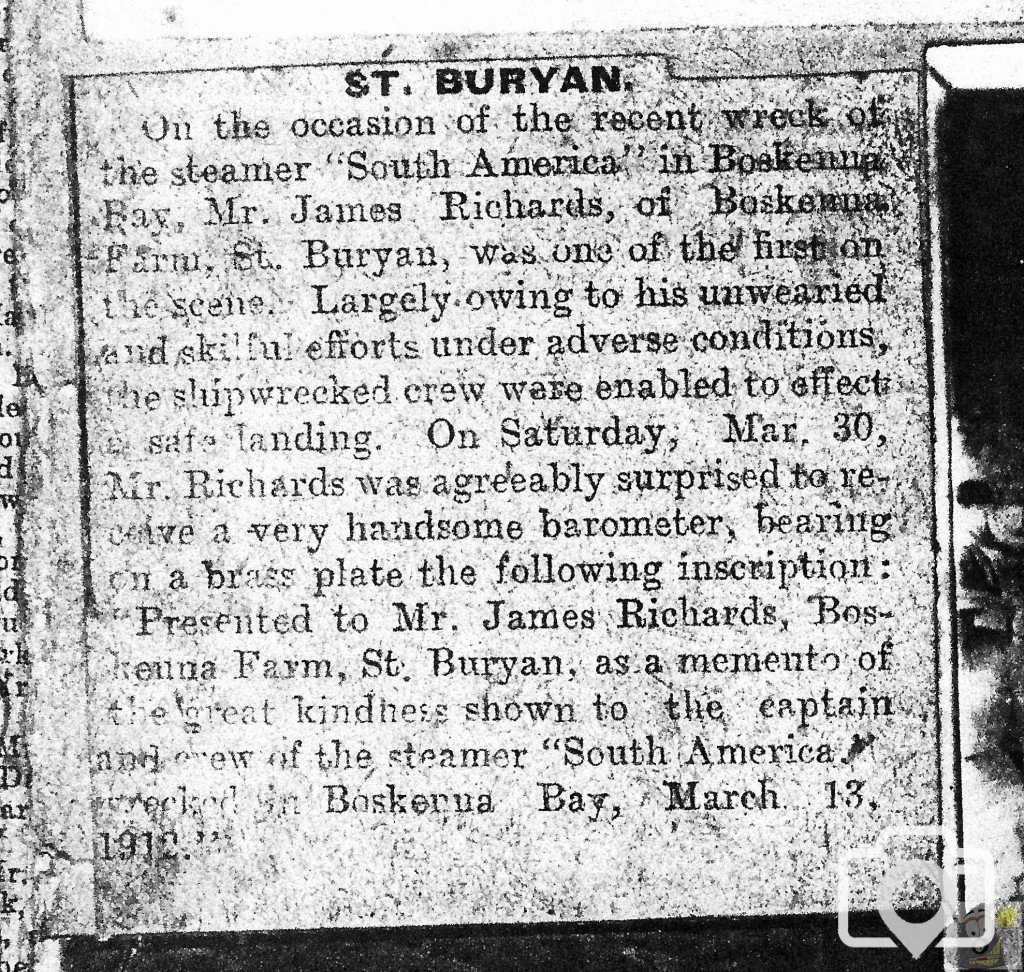 ST. BURYAN.
On the occasion of the recent wreck of
the steamer "South America" in Boskenna
Bay, Mr. James Richards, of Boskenna
Farm, St. Buryan, was one of the first on
the scene. Largely owing to his unwearied
and skilful efforts under adverse conditions,
the shipwrecked crew were enabled to effect
a safe landing. On Saturday, Mar. 30,
Mr. Richards was agreeably surprised to re-
ceive a very handsome barometer, bearing
on a brass plate the following inscription:
"Presented to Mr. James Richards, Bos-
kenna Farm, St. Buryan, as a memento of
the great kindness shown to the captain
and crew of the steamer "South America,"
wrecked in Boskenna Bay, March 13,
1912."